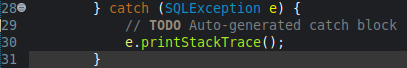 28 } catch (SQLException e) {
29 // TODO Auto-generated catch block
30 e.printStackTrace();
31 }